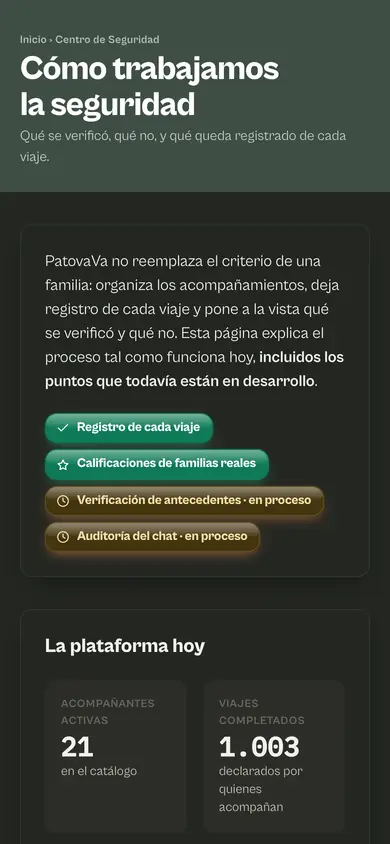 Inicio › Centro de Seguridad
Cómo trabajamos
la seguridad
Qué se verificó, qué no, y qué queda registrado de cada
viaje.
PatovaVa no reemplaza el criterio de una
familia: organiza los acompañamientos, deja
registro de cada viaje y pone a la vista qué
se verificó y qué no. Esta página explica el
proceso tal como funciona hoy, incluidos los
puntos que todavía están en desarrollo.
Registro de cada viaje
Calificaciones de familias reales
Verificación de antecedentes · en proceso
Auditoría del chat · en proceso
La plataforma hoy
ACOMPAÑANTES
ACTIVAS
21
en el catálogo
VIAJES
COMPLETADOS
1.003
declarados por
quienes
acompañan